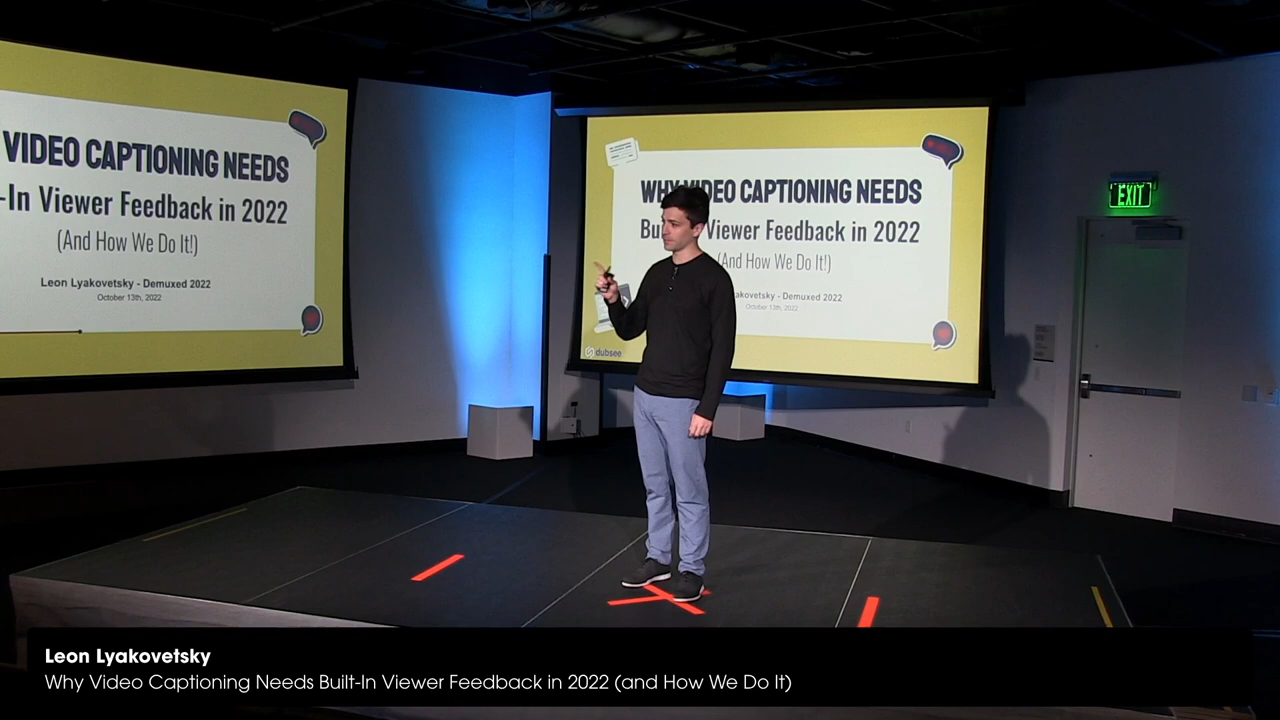 VIDEO CAPTIONING NEEDS
-In Viewer Feedback in 2022
(And How We Do It!)
Leon Lyakovetsky - Demuxed 2022
October 13th, 2022
WHY VIDEO CAPTIONING NEEDS
Viewer Feedback in 2022
(And How We Do It!)
akovetsky - Demuxed 2022
October 13th, 2022
dubsee
EXIT
Leon Lyakovetsky
Why Video Captioning Needs Built-In Viewer Feedback in 2022 (and How We Do It)